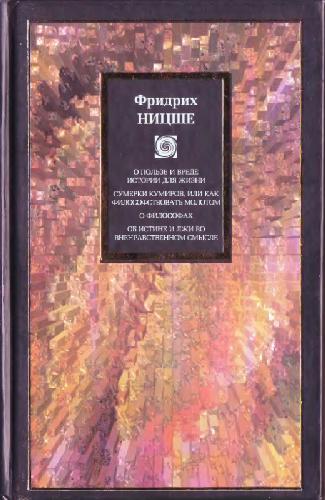 Фридрих
НИЦШЕ
О ПОЛЬЗЕ И ВРЕДЕ
ИСТОРИИ ДЛЯ ЖИЗНИ
СУМЕРКИ КУМИРОВ, ИЛИ КАК
ФИЛОСОФСТВОВАТЬ МОЛОТОМ
О ФИЛОСОФАХ
ОБ ИСТИНЕ И ЛЖИ ВО
ВНЕНРАВСТВЕННОМ СМЫСЛЕ